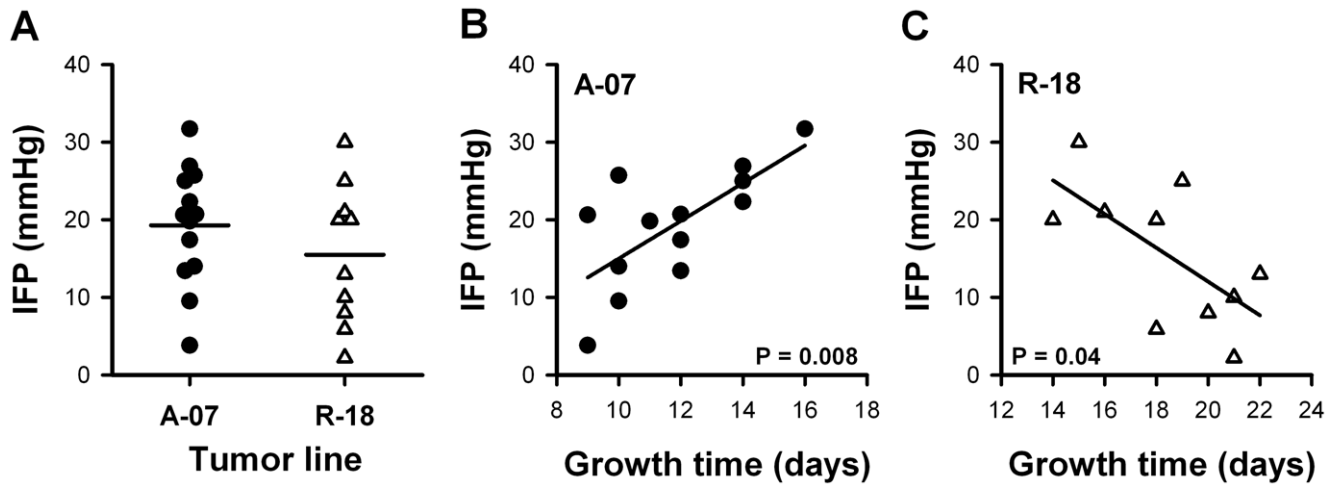 A
IFP (mmHg)
40
30
20
10
0
A-07 R-18
Tumor line
B
A-07
IFP (mmHg)
40
30
20
10
0
P = 0.008
8 10 12 14 16 18
Growth time (days)
C
R-18
IFP (mmHg)
40
30
20
10
0
P = 0.04
12 14 16 18 20 22 24
Growth time (days)